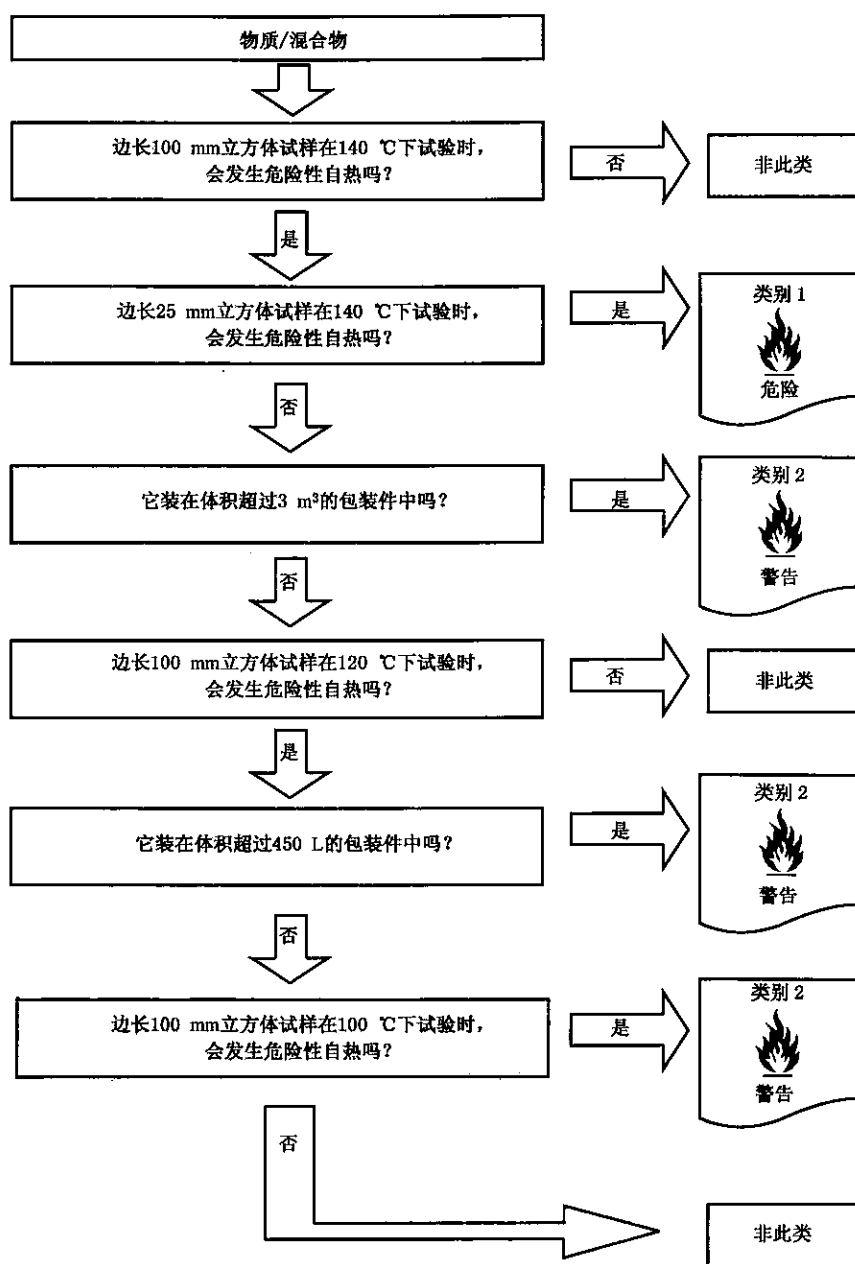 物质/混合物
边长100 mm立方体试样在140 ℃下试验时，
会发生危险性自热吗？
否
非此类
是
边长25 mm立方体试样在140 ℃下试验时，
会发生危险性自热吗？
是
类别 1
危险
否
它装在体积超过3 m³的包装件中吗？
是
类别 2
警告
否
边长100 mm立方体试样在120 ℃下试验时，
会发生危险性自热吗？
否
非此类
是
它装在体积超过450 L的包装件中吗？
是
类别 2
警告
否
边长100 mm立方体试样在100 ℃下试验时，
会发生危险性自热吗？
是
类别 2
警告
否
非此类